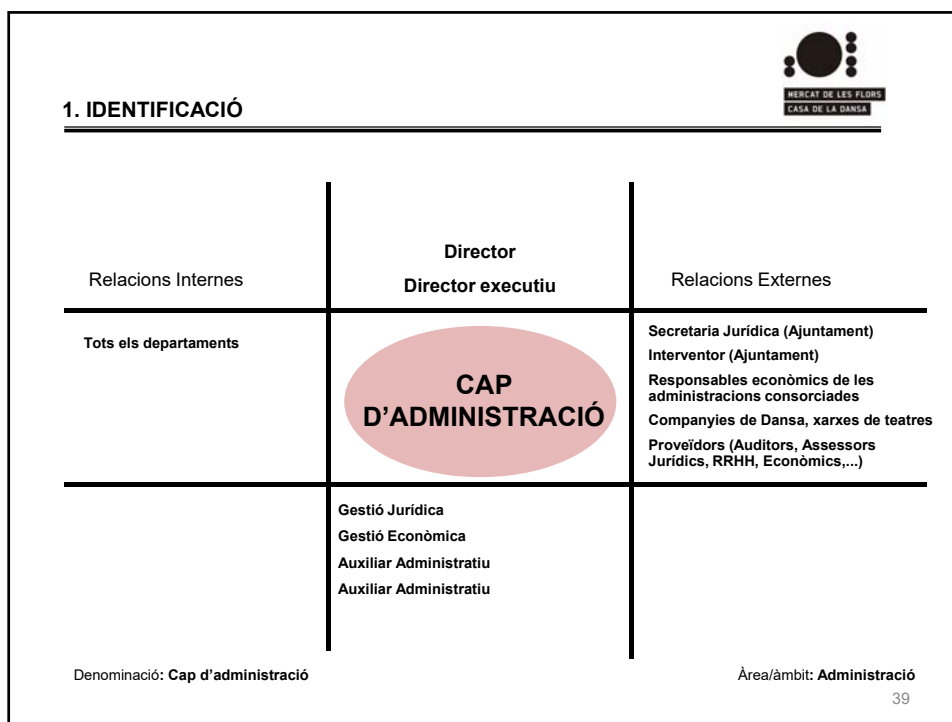 MERCAT DE LES FLORS
CASA DE LA DANSA
1. IDENTIFICACIÓ
Relacions Internes
Director
Director executiu
Relacions Externes
Tots els departaments
CAP
D'ADMINISTRACIÓ
Secretaria Jurídica (Ajuntament)
Interventor (Ajuntament)
Responsables econòmics de les
administracions consorciades
Companyies de Dansa, xarxes de teatres
Proveïdors (Auditors, Assessors
Jurídics, RRHH, Econòmics,...)
Gestió Jurídica
Gestió Econòmica
Auxiliar Administratiu
Auxiliar Administratiu
Denominació: Cap d’administració
Àrea/àmbit: Administració
39